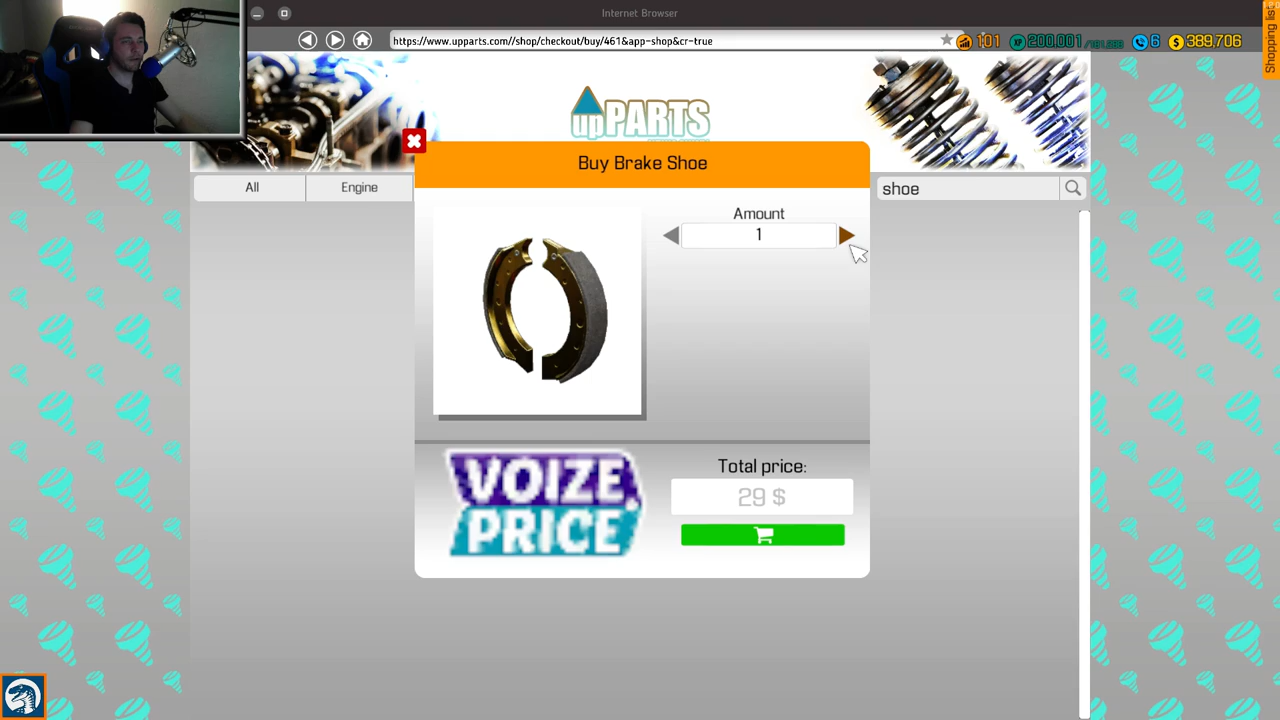 Internet Browser
https://www.upparts.com//shop/checkout/buy/461&app-shop&cr-true
101
200.001
6
389,706
Shopping list
upPARTS
Buy Brake Shoe
All
Engine
shoe
Amount
1
VOIZE.
PRICE
Total price:
29 $